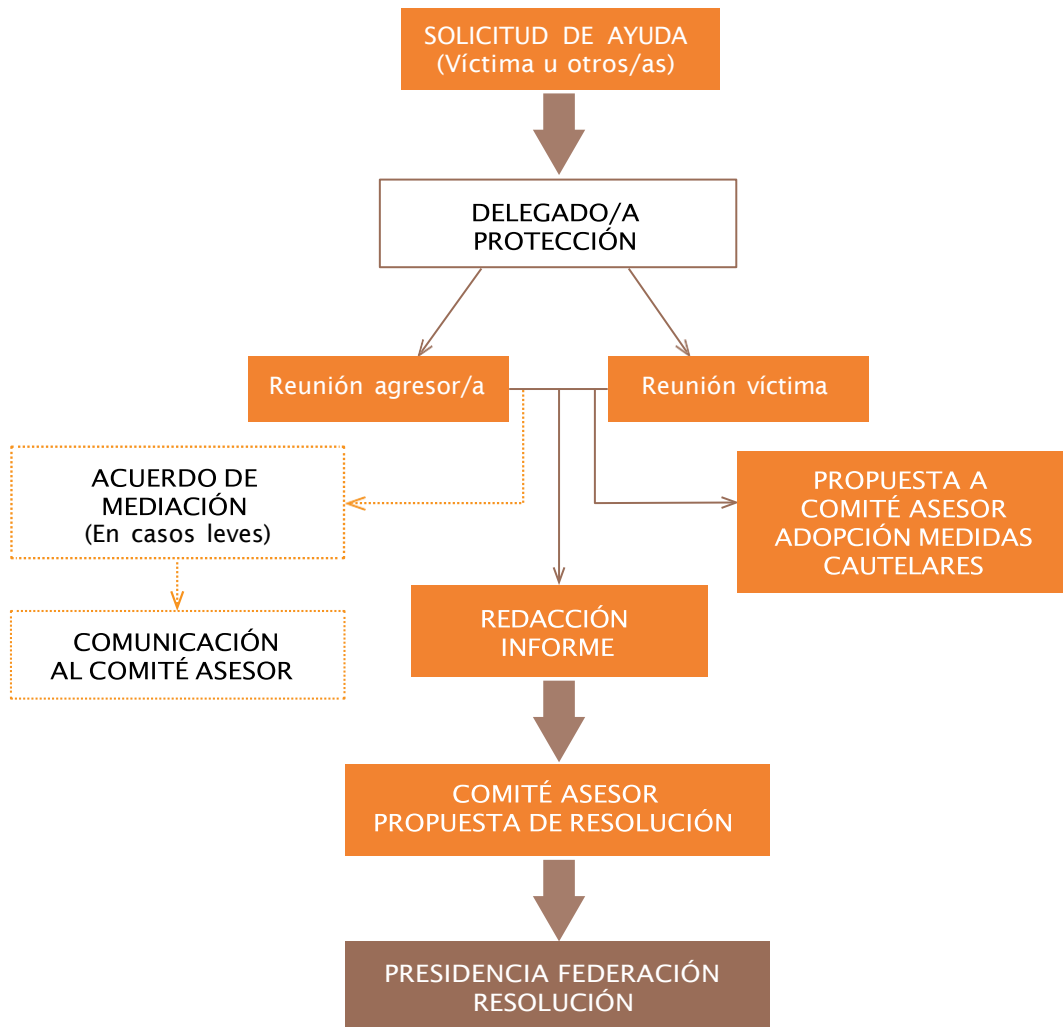 SOLICITUD DE AYUDA
(Víctima u otros/as)
DELEGADO/A
PROTECCIÓN
Reunión agresor/a
Reunión víctima
ACUERDO DE
MEDIACIÓN
(En casos leves)
PROPUESTA A
COMITÉ ASESOR
ADOPCIÓN MEDIDAS
CAUTELARES
COMUNICACIÓN
AL COMITÉ ASESOR
REDACCIÓN
INFORME
COMITÉ ASESOR
PROPUESTA DE RESOLUCIÓN
PRESIDENCIA FEDERACIÓN
RESOLUCIÓN